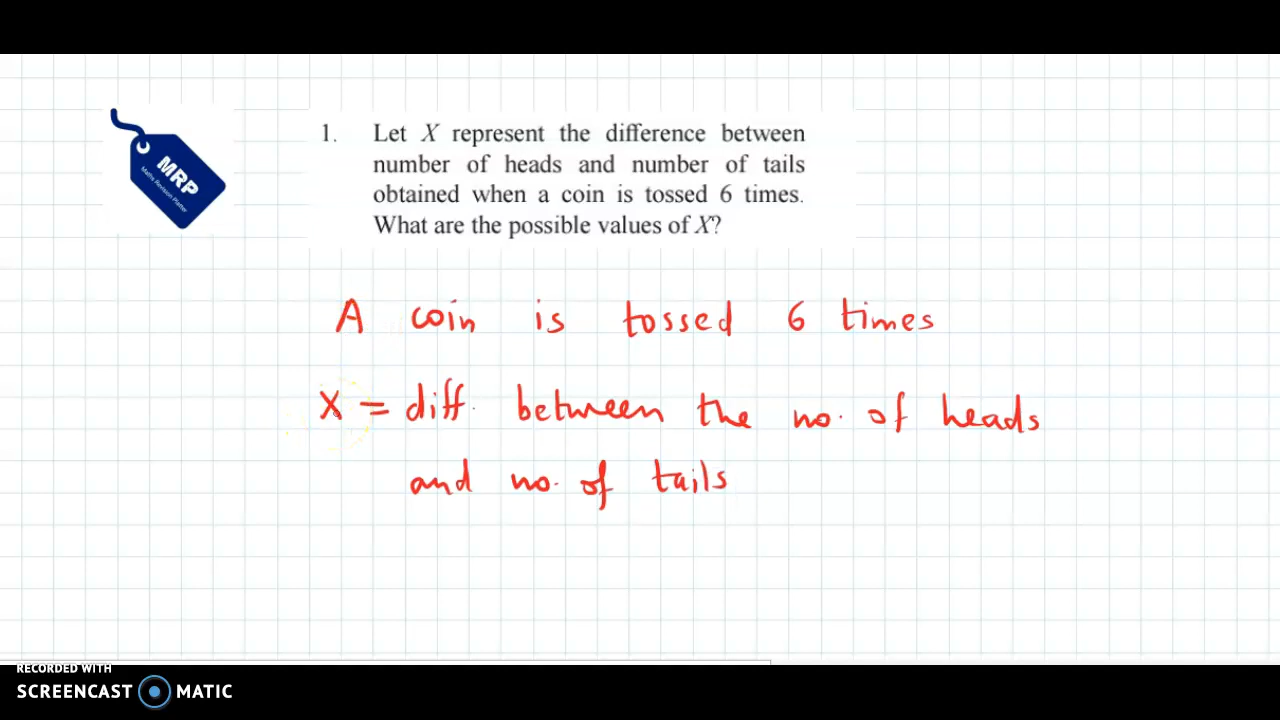 MRP
Maths Revision Platter
1. Let X represent the difference between
number of heads and number of tails
obtained when a coin is tossed 6 times.
What are the possible values of X?
A coin is tossed 6 times
X = diff. between the no. of heads
and no. of tails
RECORDED WITH
SCREENCAST MATIC